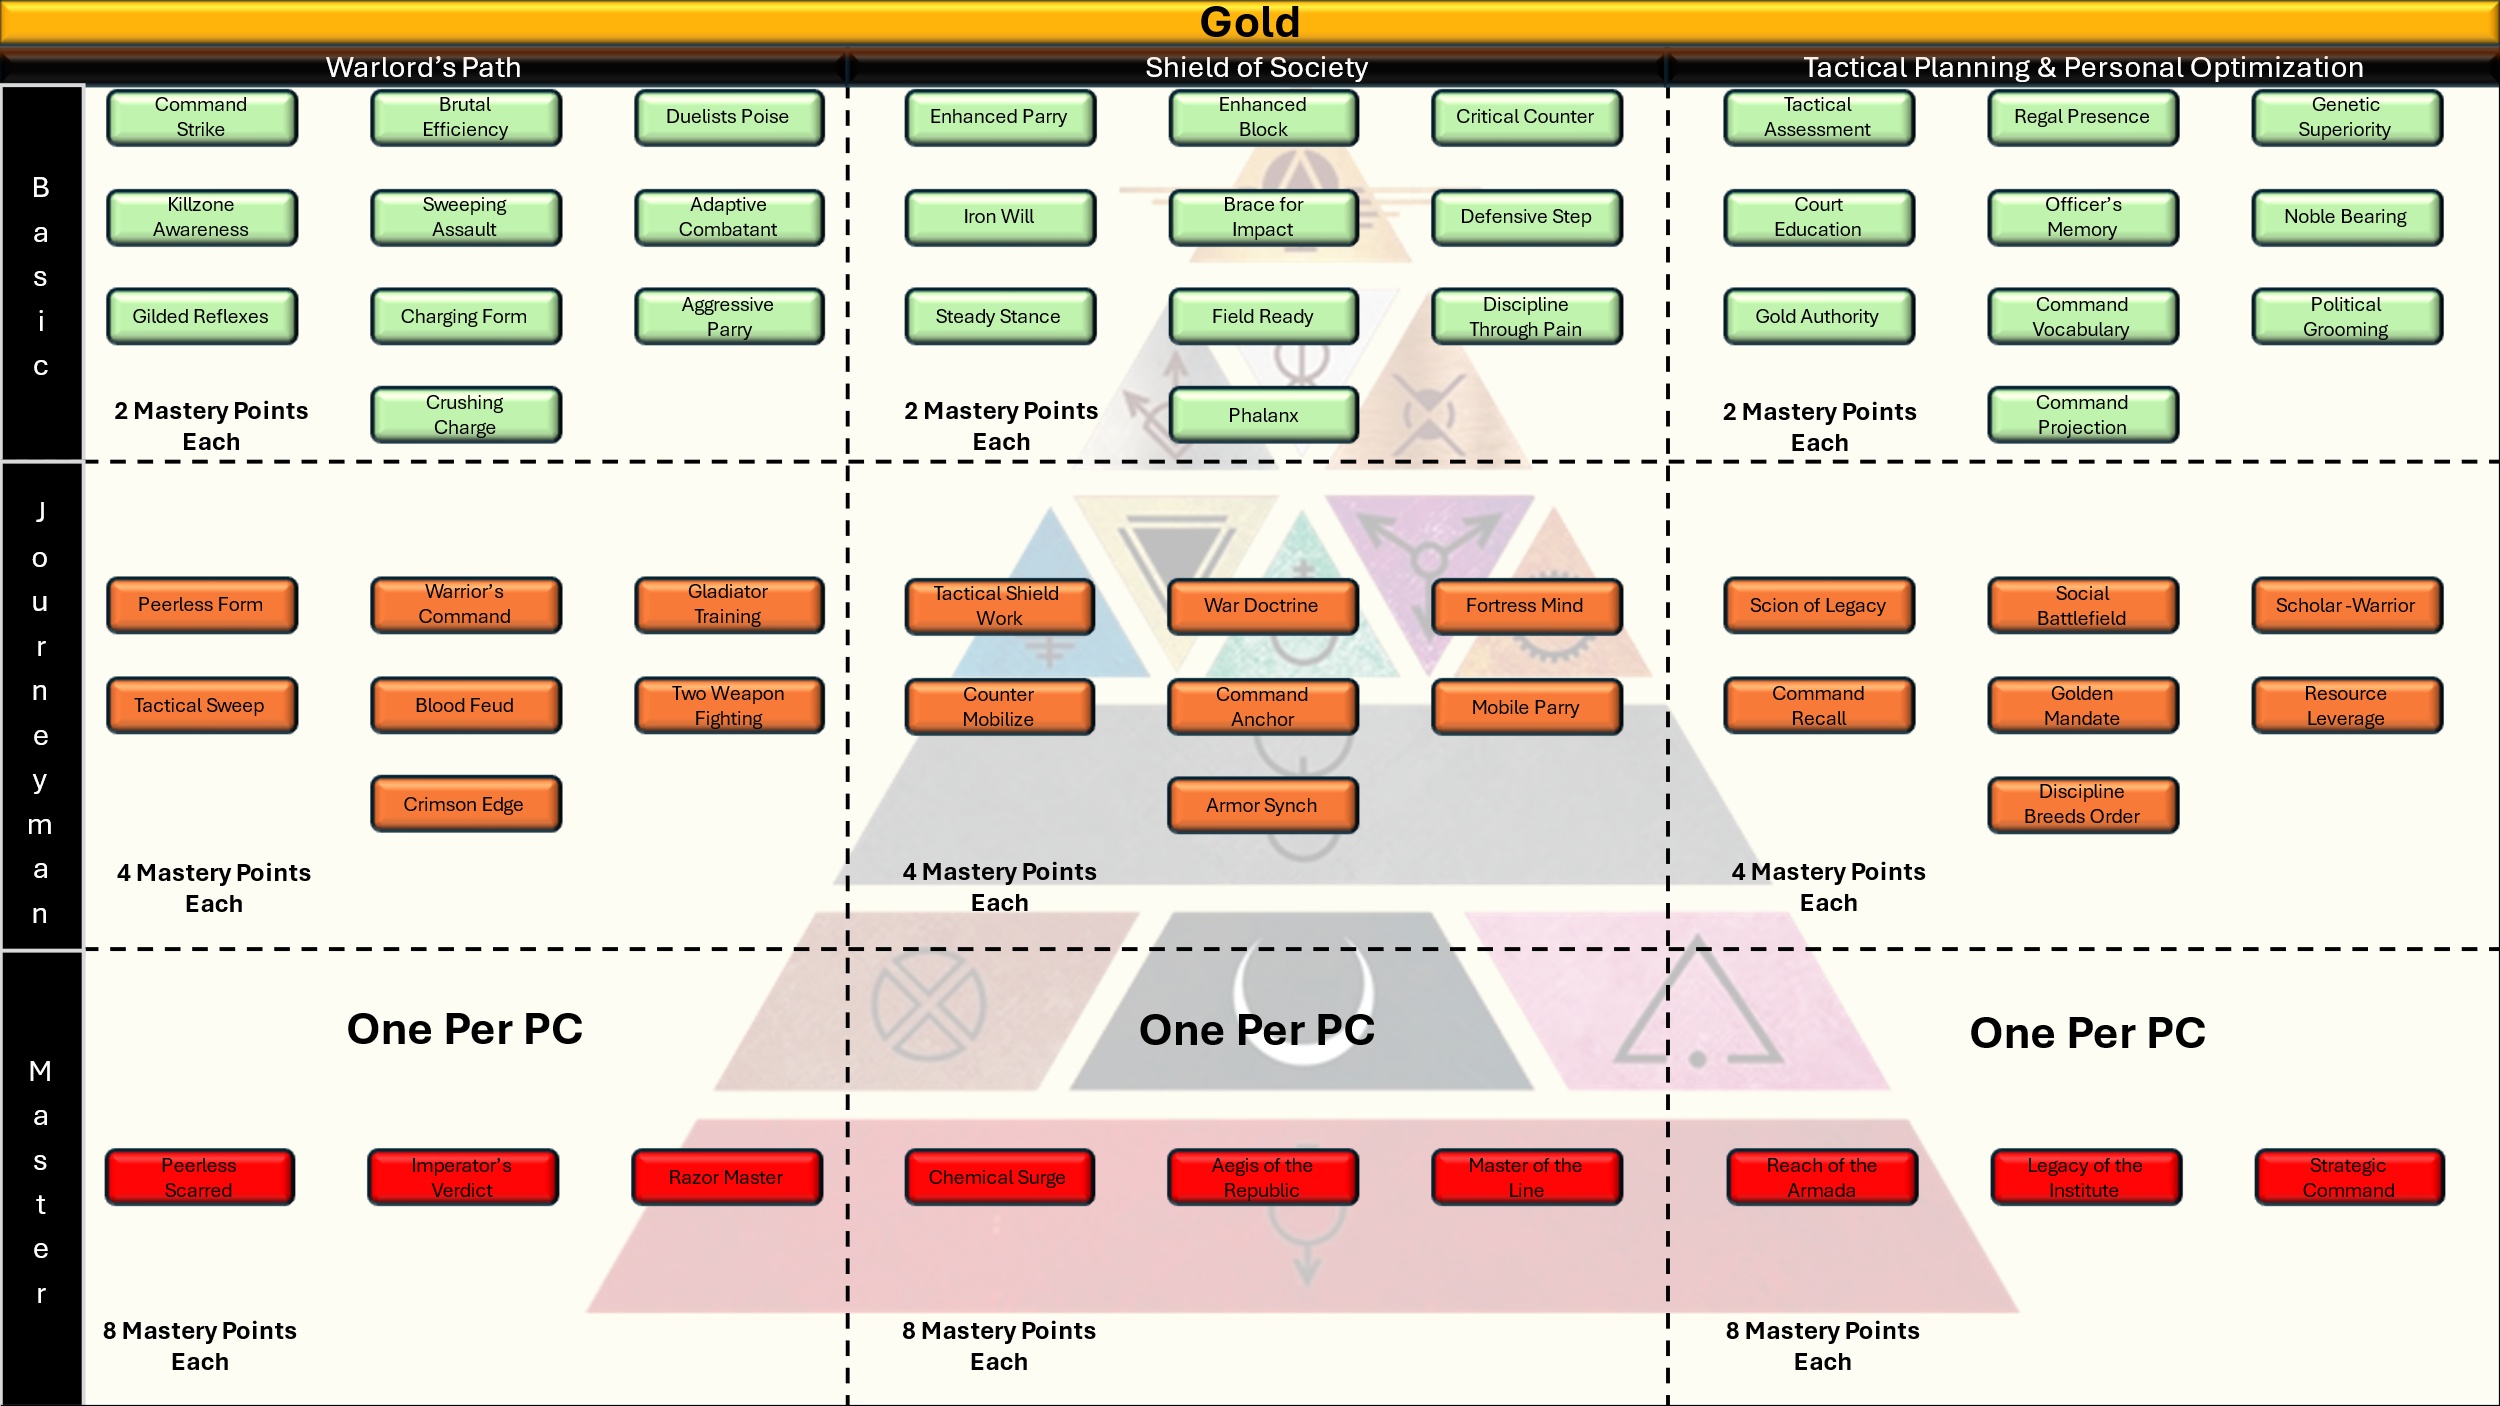 Gold
Warlord's Path
Shield of Society
Tactical Planning & Personal Optimization
Basic
Command
Strike
Brutal
Efficiency
Duelists Poise
Killzone
Awareness
Sweeping
Assault
Adaptive
Combatant
Gilded Reflexes
Charging Form
Aggressive
Parry
2 Mastery Points
Each
Crushing
Charge
Enhanced Parry
Enhanced
Block
Critical Counter
Iron Will
Brace for
Impact
Defensive Step
Steady Stance
Field Ready
Discipline
Through Pain
2 Mastery Points
Each
Phalanx
Tactical
Assessment
Regal Presence
Genetic
Superiority
Court
Education
Officer's
Memory
Noble Bearing
Gold Authority
Command
Vocabulary
Political
Grooming
2 Mastery Points
Each
Command
Projection
Journeyman
Peerless Form
Warrior's
Command
Gladiator
Training
Tactical Sweep
Blood Feud
Two Weapon
Fighting
Crimson Edge
4 Mastery Points
Each
Tactical Shield
Work
War Doctrine
Fortress Mind
Counter
Mobilize
Command
Anchor
Mobile Parry
Armor Synch
4 Mastery Points
Each
Scion of Legacy
Social
Battlefield
Scholar-Warrior
Command
Recall
Golden
Mandate
Resource
Leverage
Discipline
Breeds Order
4 Mastery Points
Each
Master
One Per PC
Peerless
Scarred
Imperator's
Verdict
Razor Master
8 Mastery Points
Each
One Per PC
Chemical Surge
Aegis of the
Republic
Master of the
Line
8 Mastery Points
Each
One Per PC
Reach of the
Armada
Legacy of the
Institute
Strategic
Command
8 Mastery Points
Each